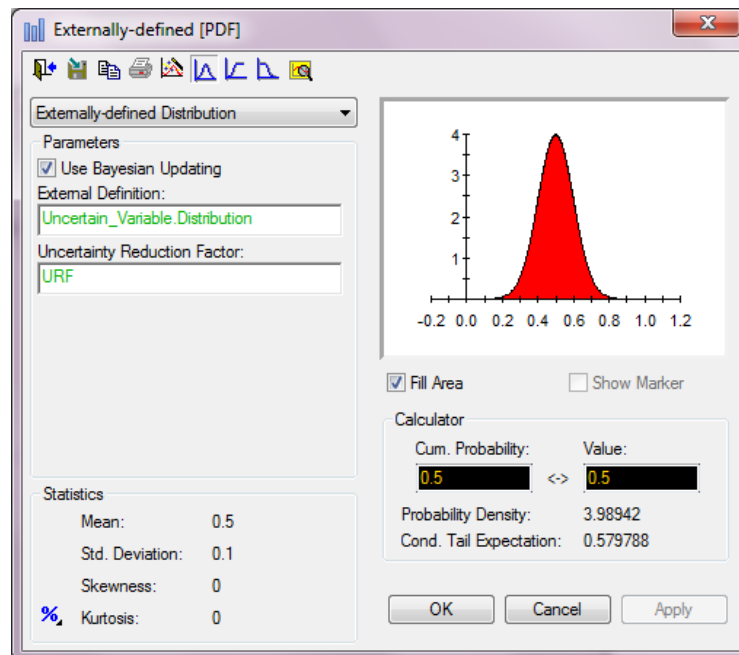 Externally-defined [PDF]
Externally-defined Distribution
Parameters
Use Bayesian Updating
External Definition:
Uncertain_Variable.Distribution
Uncertainty Reduction Factor:
URF
4
3
2
1
-0.2 0.0 0.2 0.4 0.6 0.8 1.0 1.2
Fill Area Show Marker
Calculator
Cum. Probability: Value:
0.5 <-> 0.5
Probability Density: 3.98942
Cond. Tail Expectation: 0.579788
Statistics
Mean: 0.5
Std. Deviation: 0.1
Skewness: 0
% Kurtosis: 0
OK Cancel Apply